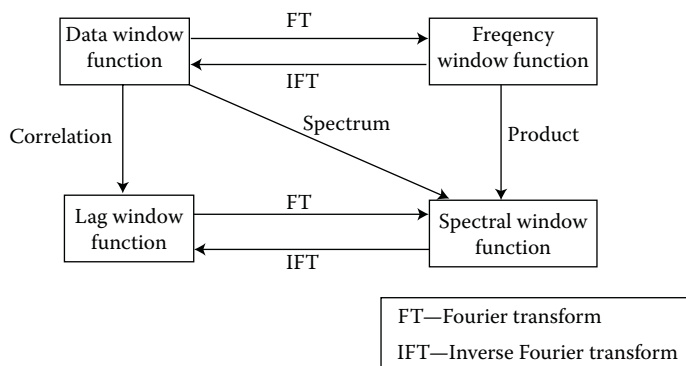 Data window
function
FT
Freqency
window function
IFT
Correlation
Spectrum
Product
Lag window
function
FT
Spectral window
function
IFT
FT—Fourier transform
IFT—Inverse Fourier transform